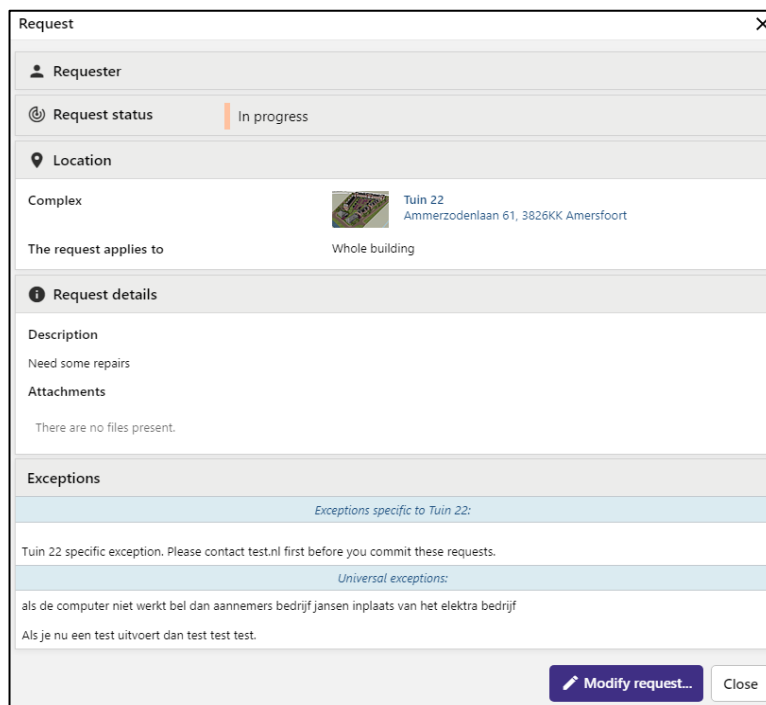 Request
Requester
Request status In progress
Location
Complex Tuin 22
Ammerzodenlaan 61, 3826KK Amersfoort
The request applies to Whole building
Request details
Description
Need some repairs
Attachments
There are no files present.
Exceptions
Exceptions specific to Tuin 22:
Tuin 22 specific exception. Please contact test.nl first before you commit these requests.
Universal exceptions:
als de computer niet werkt bel dan aannemers bedrijf jansen inplaats van het elektra bedrijf
Als je nu een test uitvoert dan test test test.
Modify request... Close